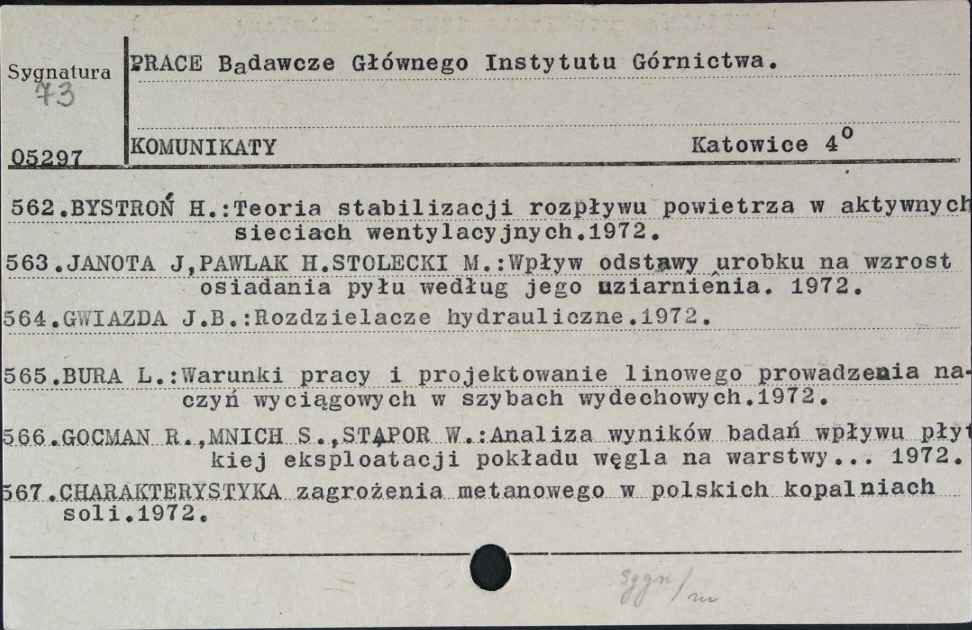 PRACE Badawcze Głównego Instytutu Górnictwa.
Sygnatura
73
05297
KOMUNIKATY Katowice 4°
562.BYSTROŃ H.:Teoria stabilizacji rozpływu powietrza w aktywnych
sieciach wentylacyjnych.1972.
563.JANOTA J,PAWLAK H.STOLECKI M.:Wpływ odstawy urobku na wzrost
osiadania pyłu według jego uziarnienia. 1972.
564.GWIAZDA J.B.:Rozdzielacze hydrauliczne.1972.
565.BURA L.:Warunki pracy i projektowanie linowego prowadzenia na-
czyń wyciągowych w szybach wydechowych.1972.
566.GOCMAN R.,MNICH S.,STĄPOR W.:Analiza wyników badań wpływu płyt
kiej eksploatacji pokładu węgla na warstwy... 1972.
567.CHARAKTERYSTYKA zagrożenia metanowego w polskich kopalniach
soli.1972.